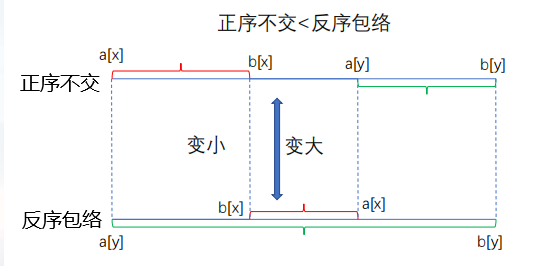 正序不交<反序包络
a[x]
b[x]
a[y]
b[y]
正序不交
变小
变大
b[x]
a[x]
反序包络
a[y]
b[y]